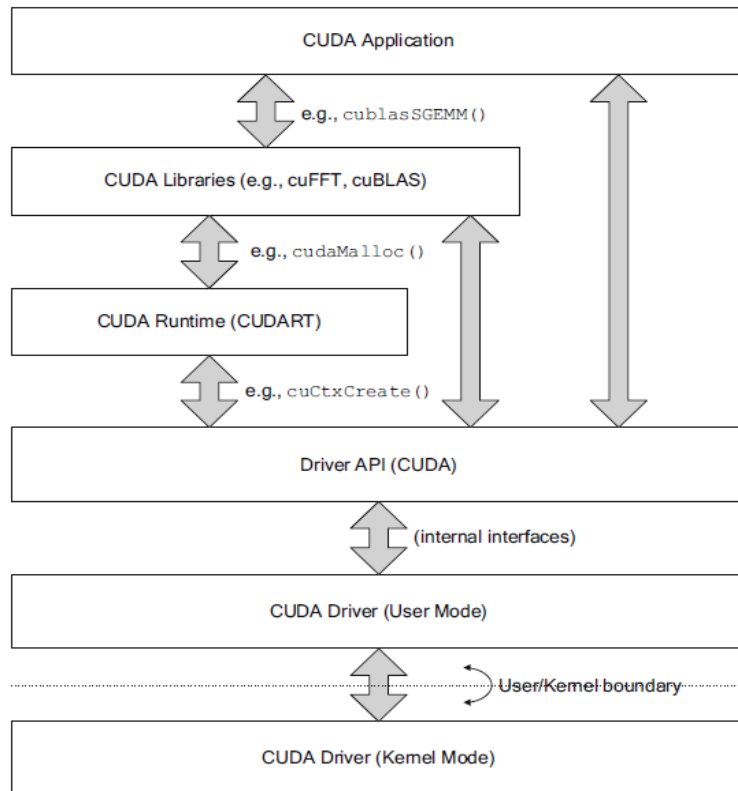 CUDA Application
e.g., cublasSGEMM()
CUDA Libraries (e.g., cuFFT, cuBLAS)
e.g., cudaMalloc()
CUDA Runtime (CUDART)
e.g., cuCtxCreate()
Driver API (CUDA)
(internal interfaces)
CUDA Driver (User Mode)
User/Kernel boundary
CUDA Driver (Kernel Mode)